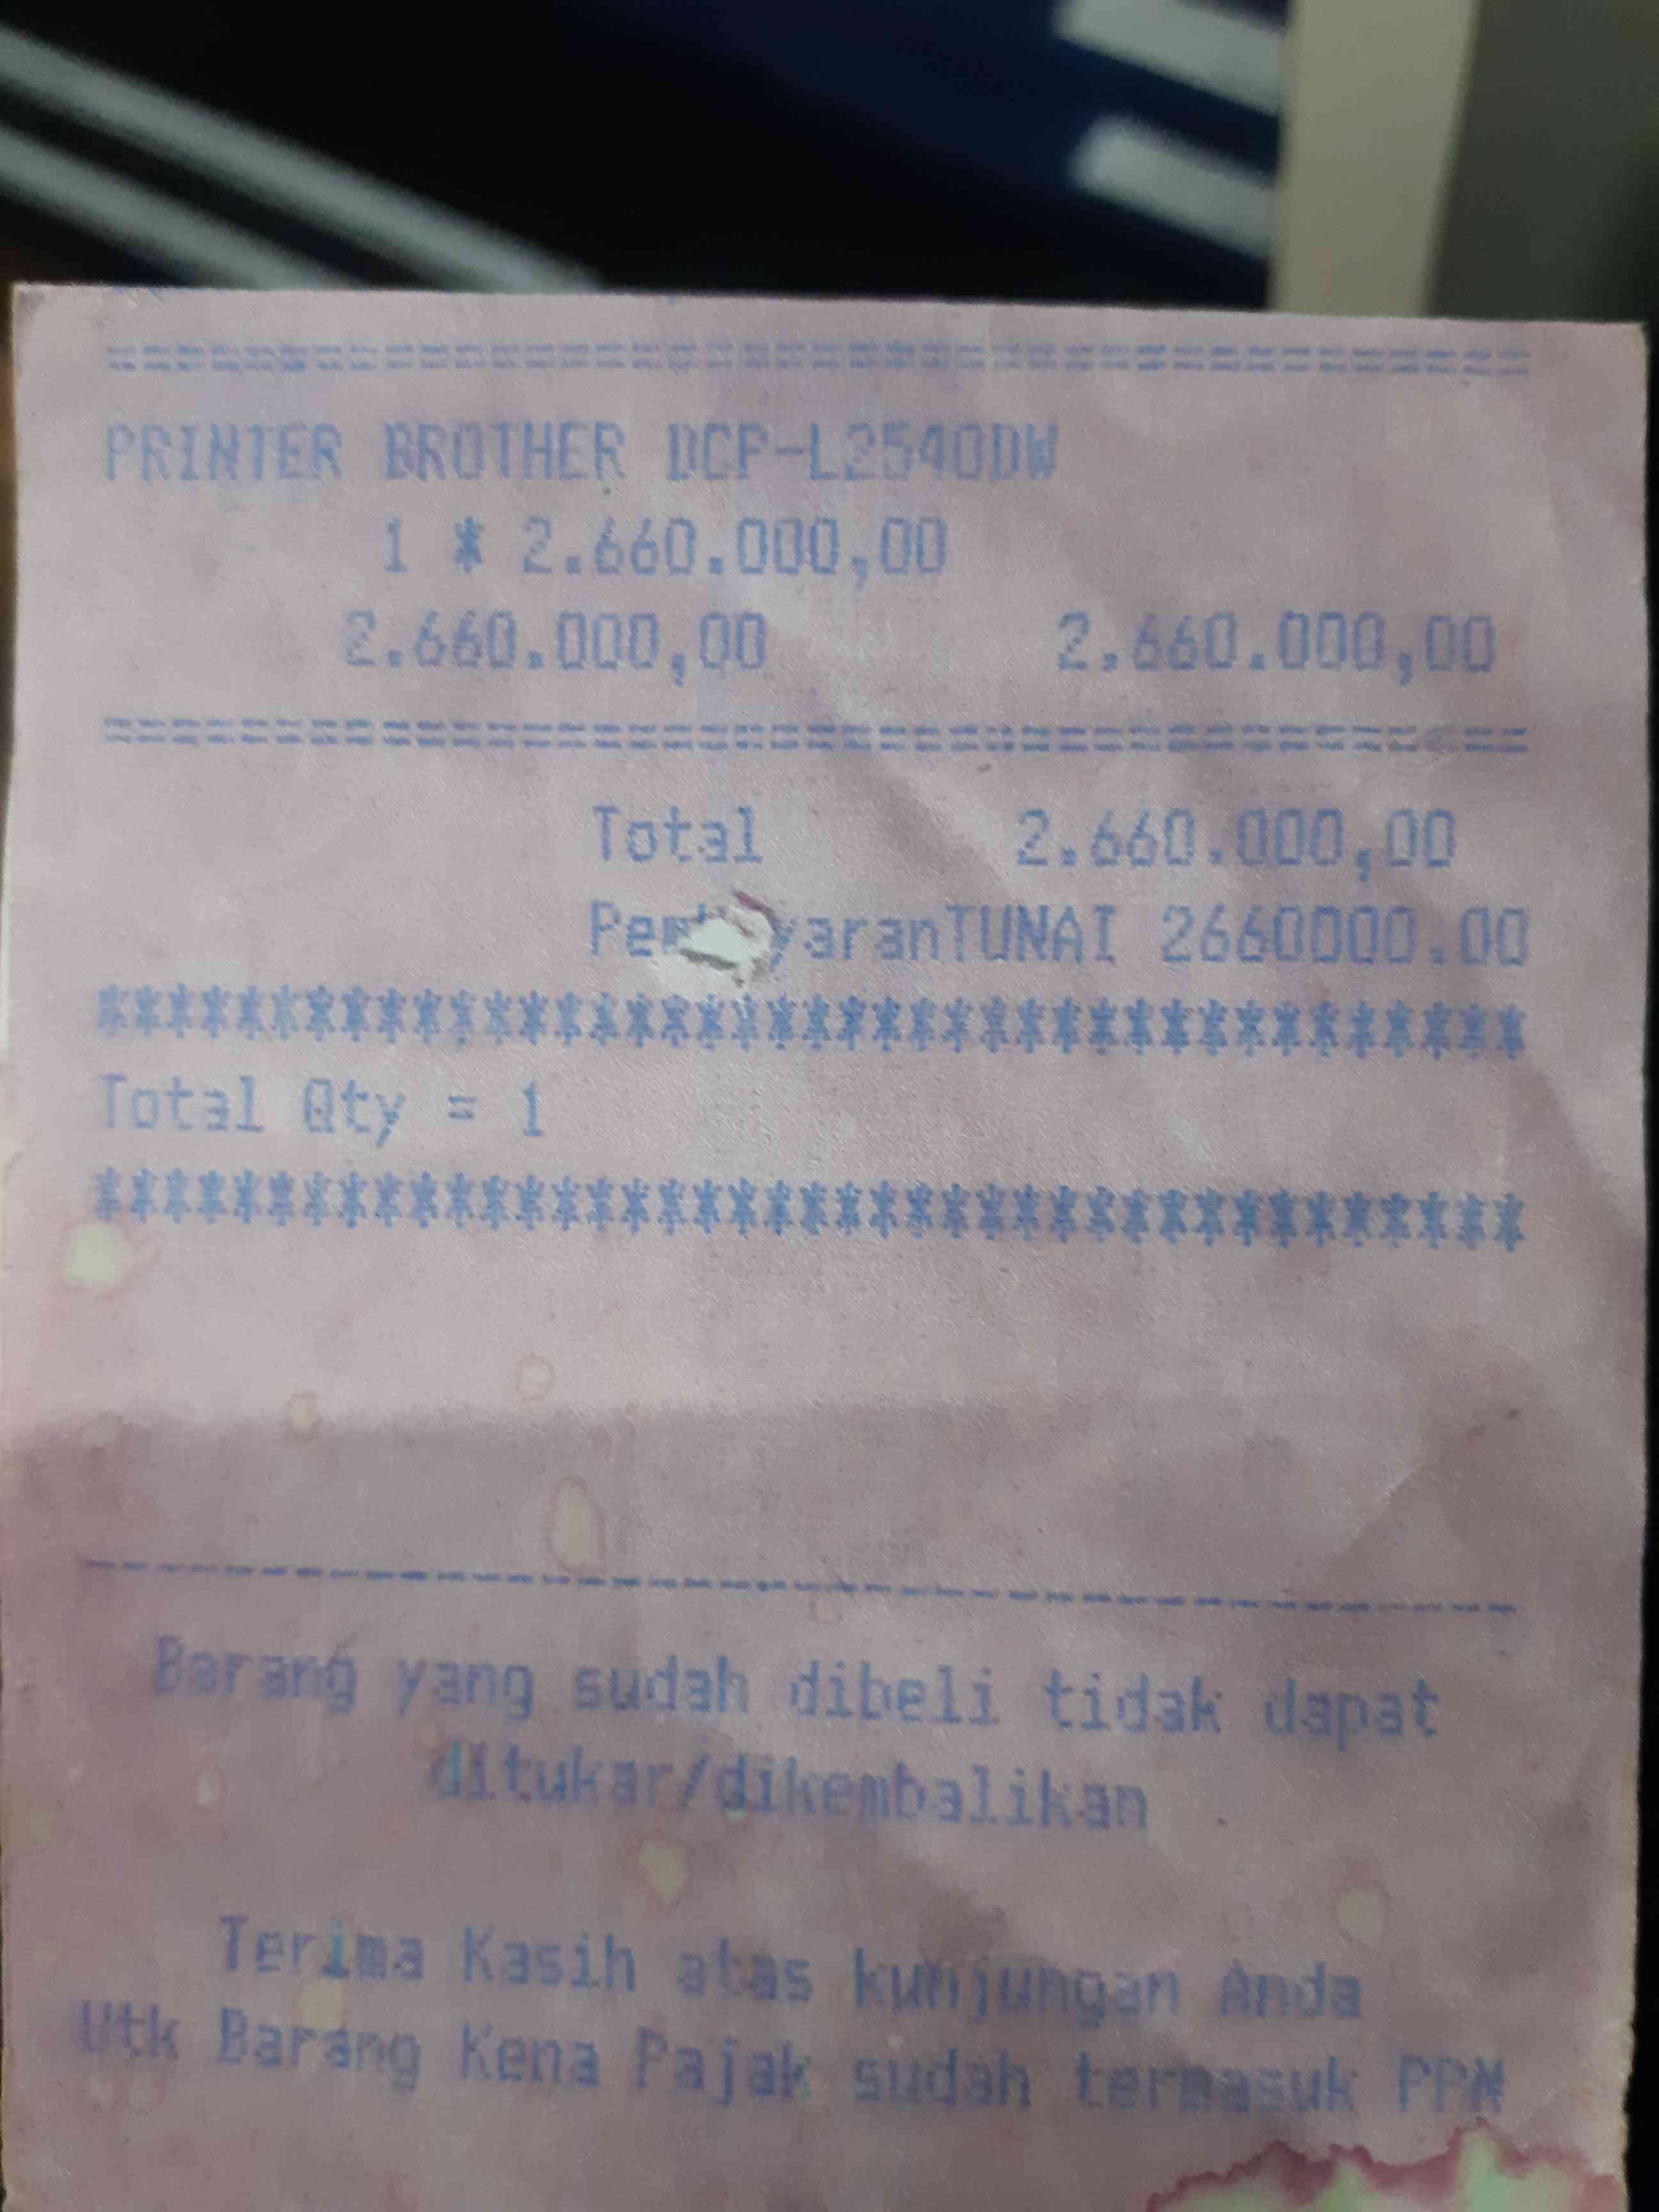 ========================================
PRINTER BROTHER DCP-L2540DW
1 * 2.660.000,00
2.660.000,00 2.660.000,00
========================================
Total 2.660.000,00
TUNAI 2660000.00
*****************************************
Total Qty = 1
*****************************************
----------------------------------------
Barang yang sudah dibeli tidak dapat
ditukar/dikembalikan
Terima Kasih atas kunjungan Anda
Utk Barang Kena Pajak sudah termasuk PPN